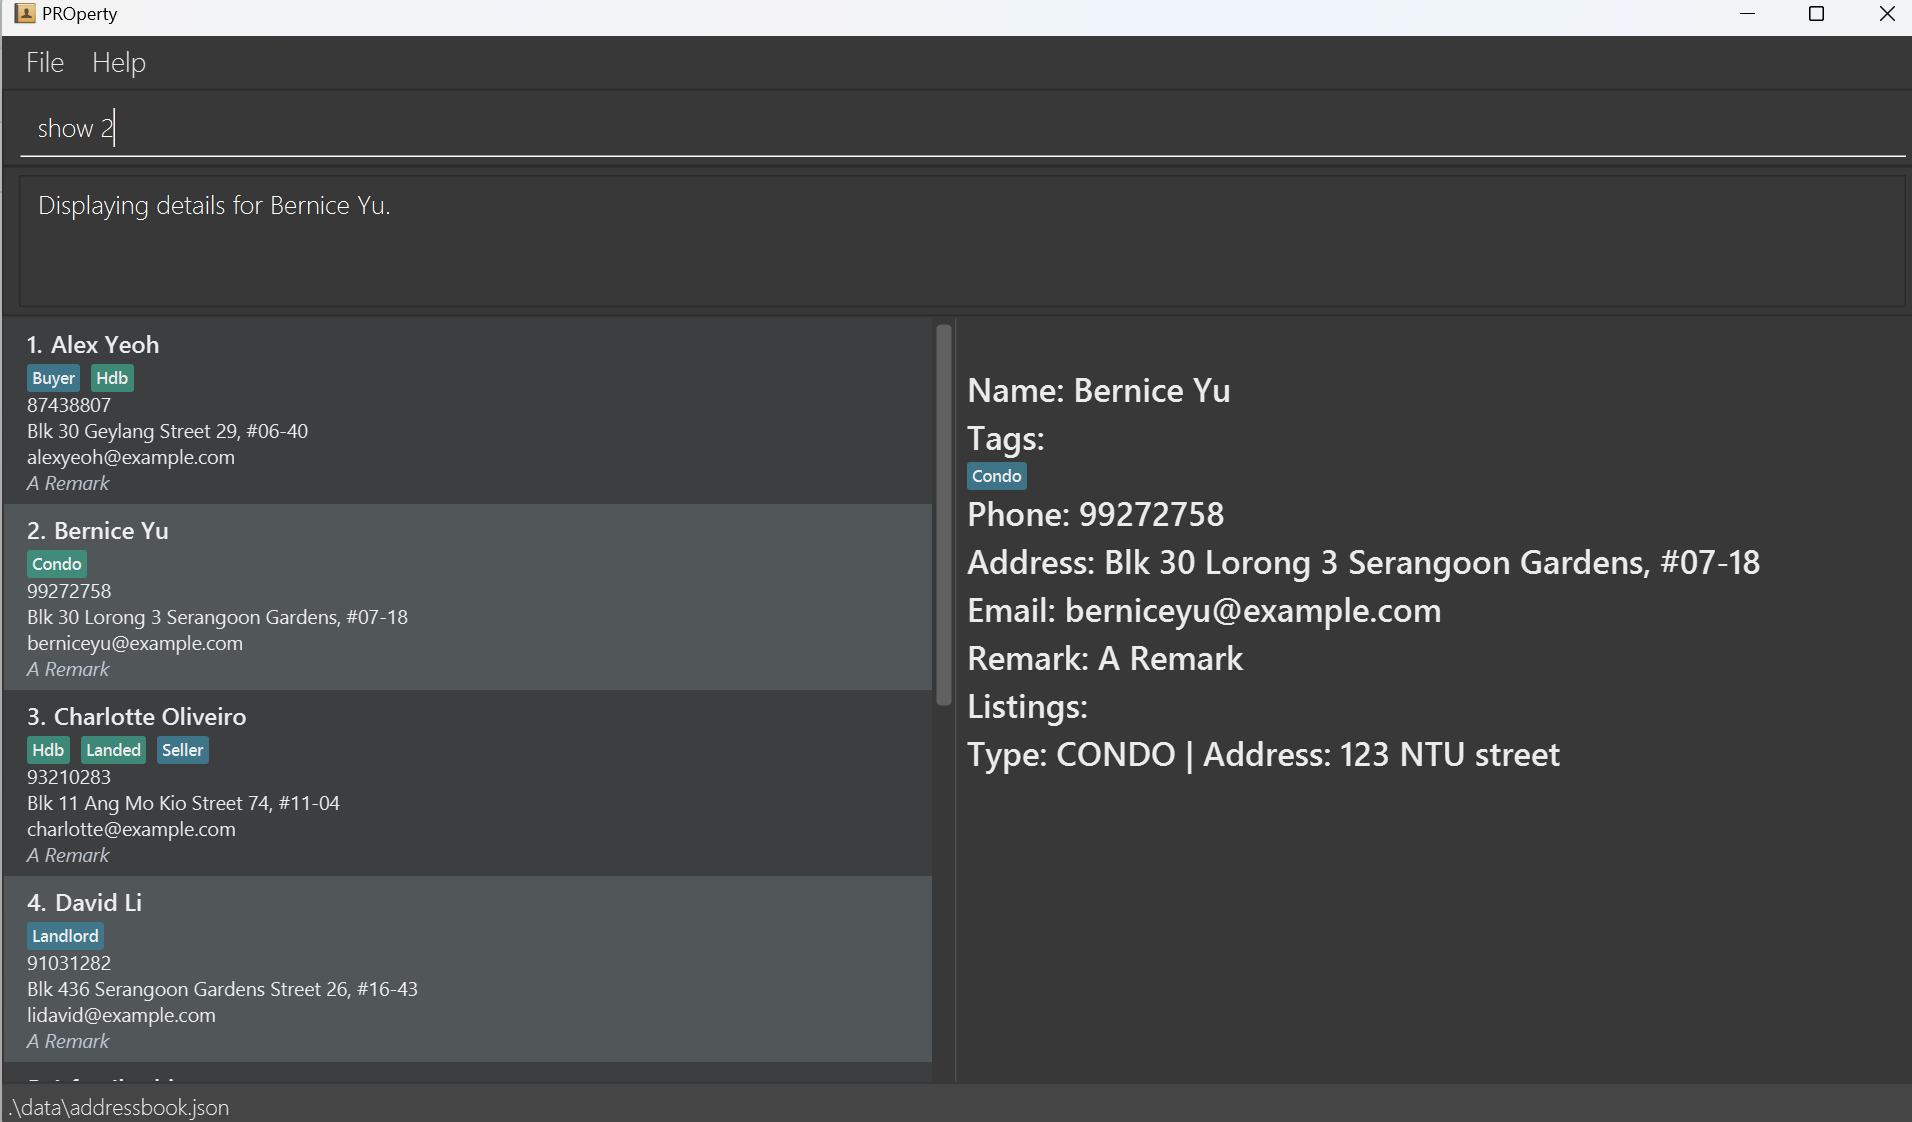 PROperty
File Help
show 2
Displaying details for Bernice Yu.
1. Alex Yeoh
Buyer Hdb
87438807
Blk 30 Geylang Street 29, #06-40
alexyeoh@example.com
A Remark
2. Bernice Yu
Condo
99272758
Blk 30 Lorong 3 Serangoon Gardens, #07-18
berniceyu@example.com
A Remark
3. Charlotte Oliveiro
Hdb Landed Seller
93210283
Blk 11 Ang Mo Kio Street 74, #11-04
charlotte@example.com
A Remark
4. David Li
Landlord
91031282
Blk 436 Serangoon Gardens Street 26, #16-43
lidavid@example.com
A Remark
Name: Bernice Yu
Tags:
Condo
Phone: 99272758
Address: Blk 30 Lorong 3 Serangoon Gardens, #07-18
Email: berniceyu@example.com
Remark: A Remark
Listings:
Type: CONDO | Address: 123 NTU street
.\data\addressbook.json